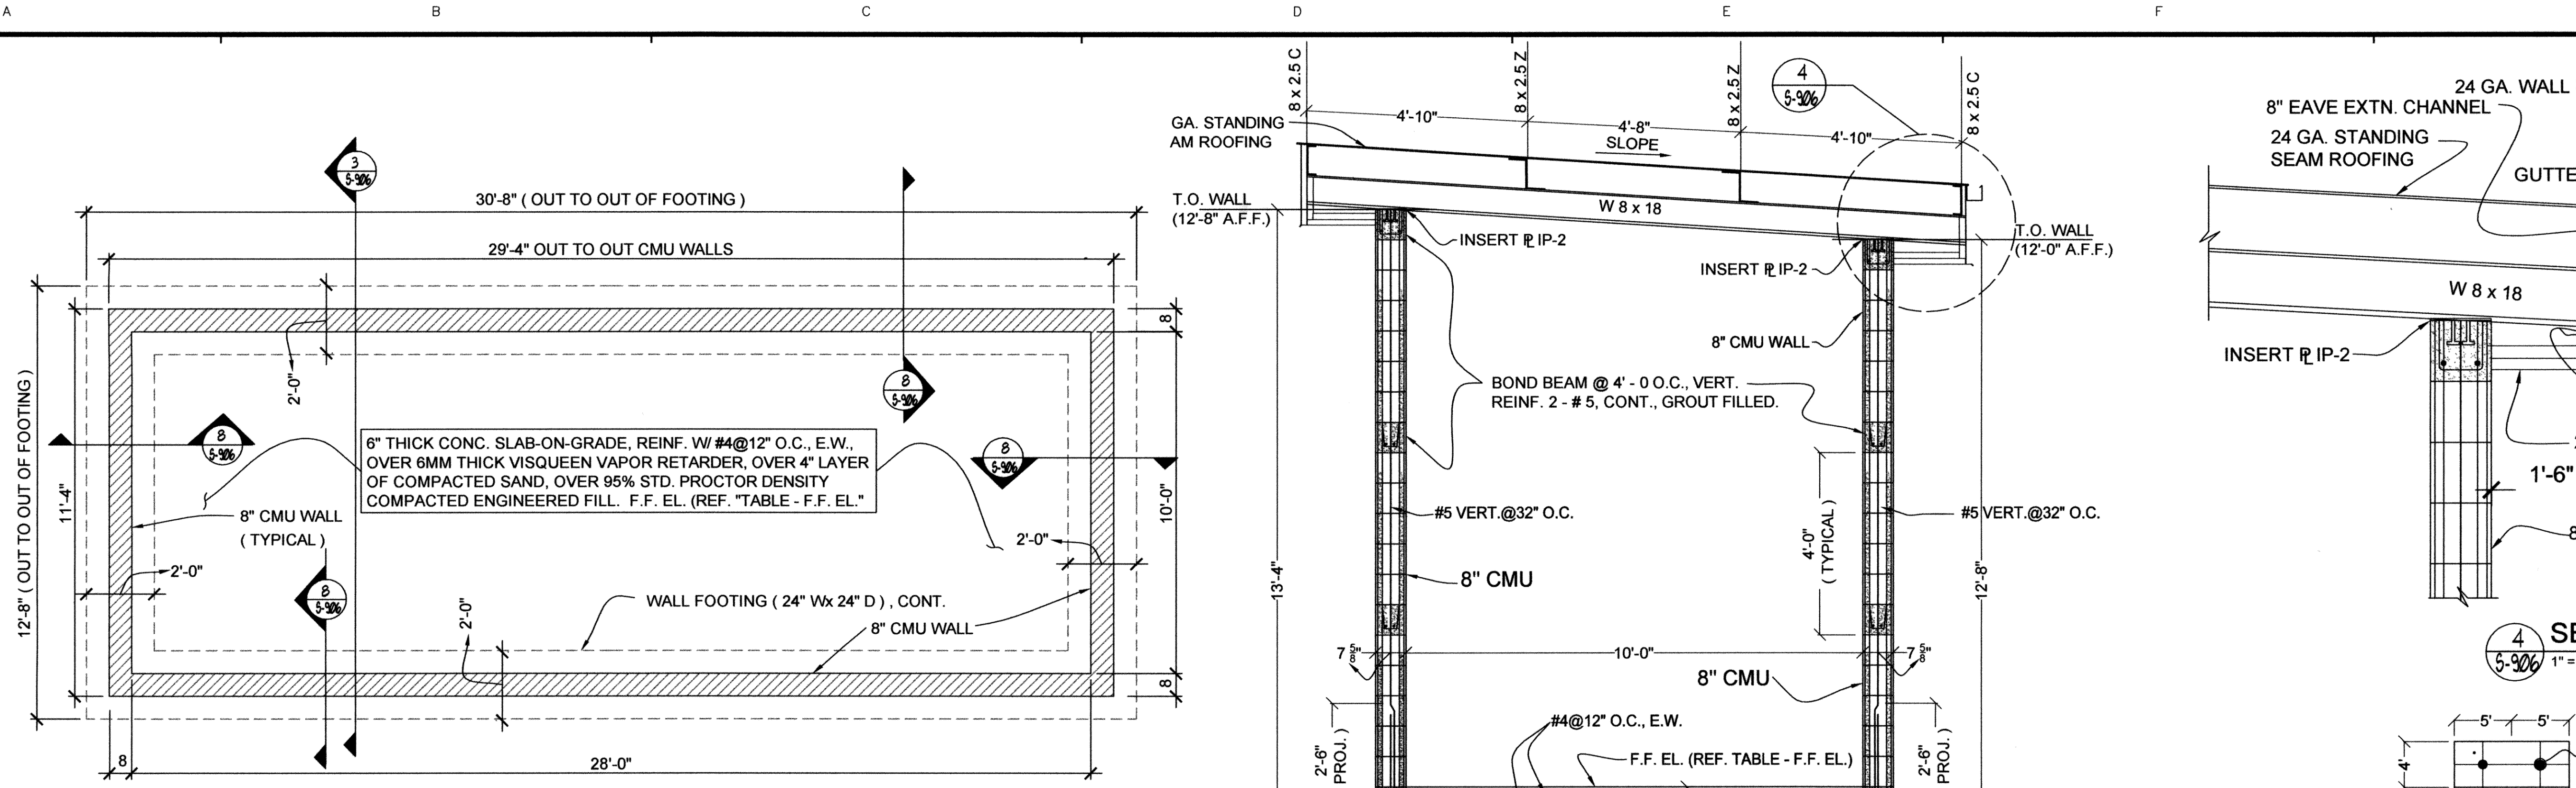 A
B
C
D
E
F
3
S-906
30'-8" ( OUT TO OUT OF FOOTING )
29'-4" OUT TO OUT CMU WALLS
12'-8" ( OUT TO OUT OF FOOTING )
11'-4"
2'-0"
8
8
S-906
8
S-906
8
S-906
6" THICK CONC. SLAB-ON-GRADE, REINF. W/ #4@12" O.C., E.W.,
OVER 6MM THICK VISQUEEN VAPOR RETARDER, OVER 4" LAYER
OF COMPACTED SAND, OVER 95% STD. PROCTOR DENSITY
COMPACTED ENGINEERED FILL. F.F. EL. (REF. "TABLE - F.F. EL."
10'-0"
8" CMU WALL
( TYPICAL )
2'-0"
2'-0"
8
S-906
WALL FOOTING ( 24" Wx 24" D ) , CONT.
2'-0"
8" CMU WALL
8
8
28'-0"
8 x 2.5 C
8 x 2.5 Z
8 x 2.5 Z
8 x 2.5 C
4
S-906
4'-10"
4'-8"
4'-10"
GA. STANDING
AM ROOFING
SLOPE
T.O. WALL
(12'-8" A.F.F.)
W 8 x 18
INSERT PL IP-2
INSERT PL IP-2
T.O. WALL
(12'-0" A.F.F.)
8" CMU WALL
BOND BEAM @ 4' - 0 O.C., VERT.
REINF. 2 - # 5, CONT., GROUT FILLED.
#5 VERT.@32" O.C.
#5 VERT.@32" O.C.
4'-0"
( TYPICAL )
13'-4"
8" CMU
12'-8"
7 5/8"
10'-0"
7 5/8"
8" CMU
#4@12" O.C., E.W.
2'-6"
PROJ. )
F.F. EL. (REF. TABLE - F.F. EL.)
2'-6"
PROJ. )
24 GA. WALL
8" EAVE EXTN. CHANNEL
24 GA. STANDING
SEAM ROOFING
GUTTE
W 8 x 18
INSERT PL IP-2
1'-6"
8
4
S-906
SE
1" =
5'
5'
4'